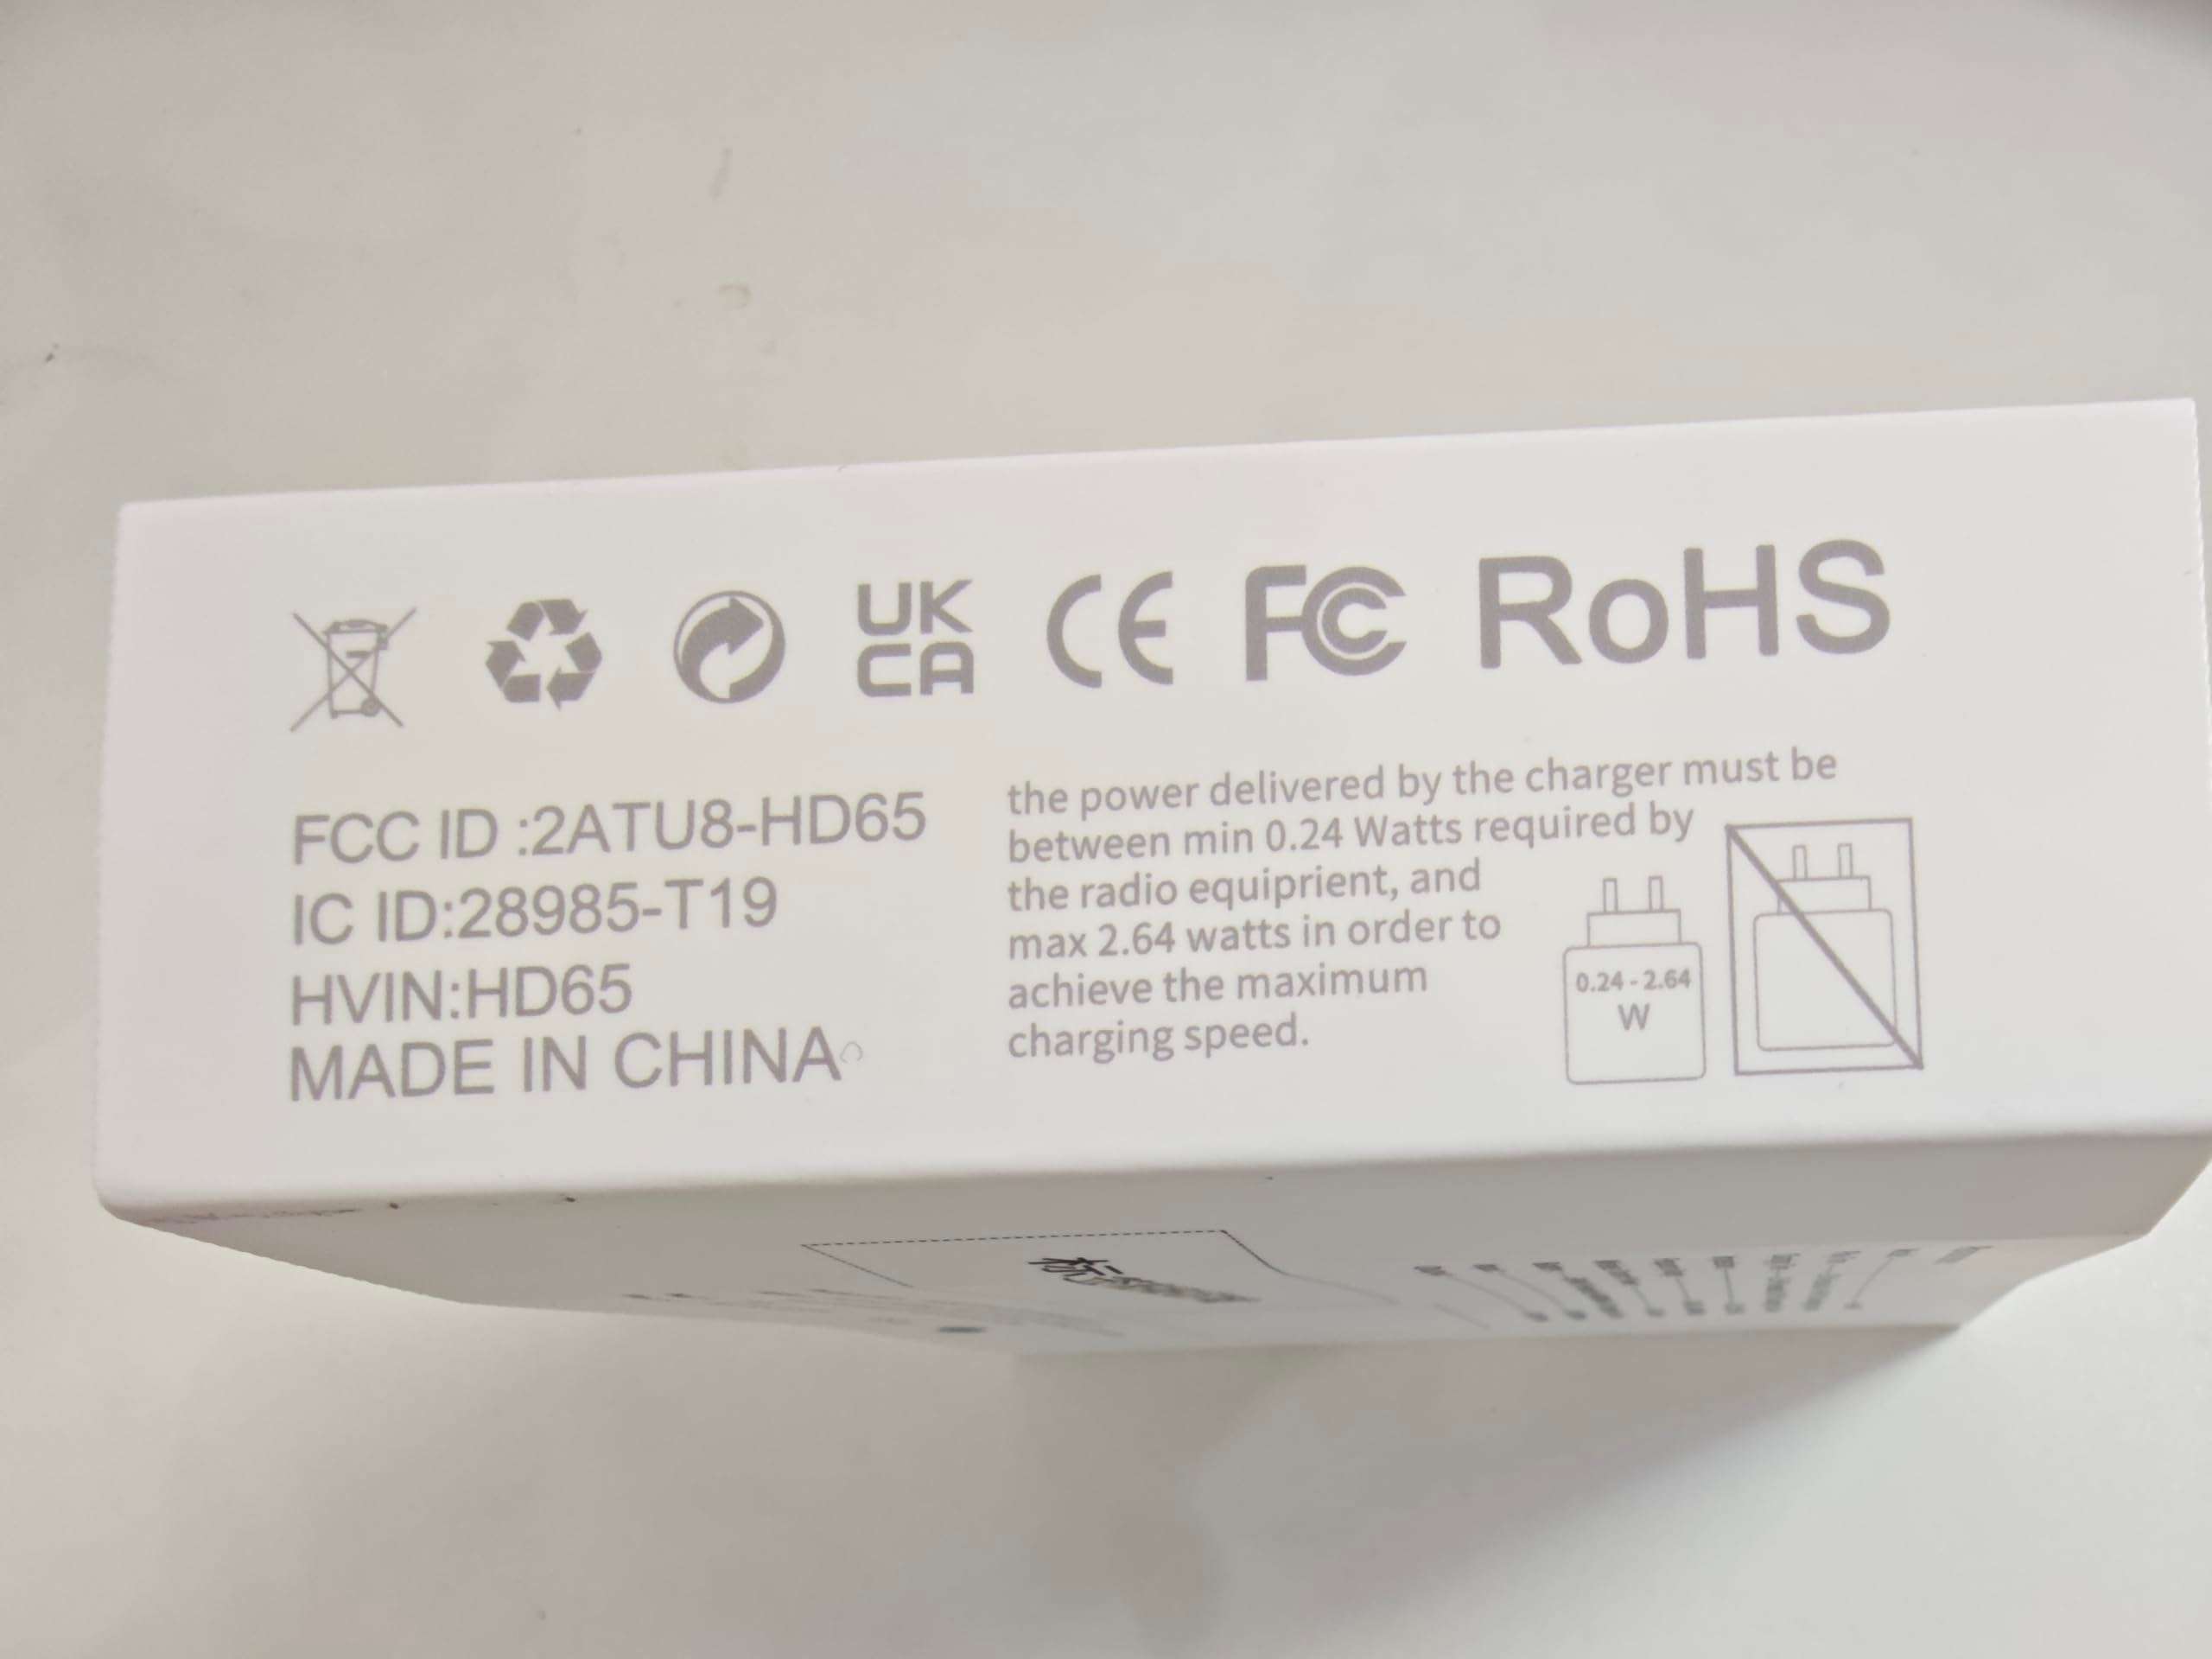 UK
CA
CE FC RoHS
FCC ID :2ATU8-HD65
IC ID:28985-T19
HVIN:HD65
MADE IN CHINA
the power delivered by the charger must be
between min 0.24 Watts required by
the radio equiprient, and
max 2.64 watts in order to
achieve the maximum
charging speed.
0.24 - 2.64
W